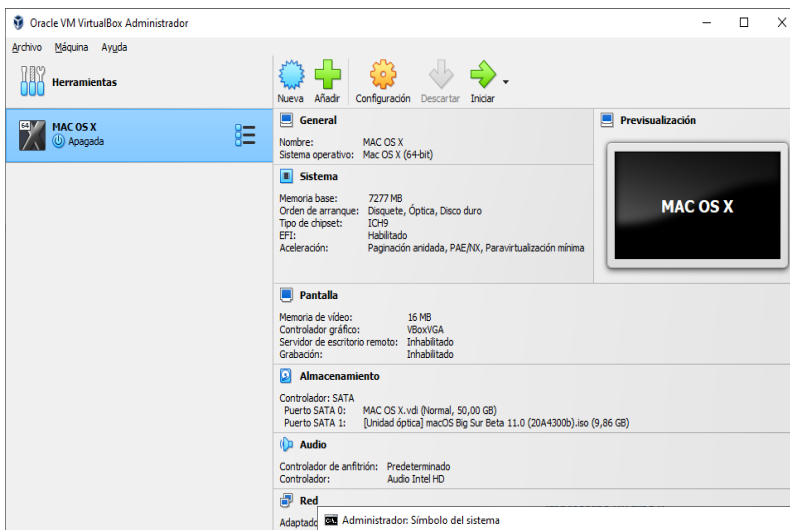 Oracle VM VirtualBox Administrador
Archivo Máquina Ayuda
Herramientas
Nueva Añadir Configuración Descartar Iniciar
64 MAC OS X
Apagada
General
Nombre: MAC OS X
Sistema operativo: Mac OS X (64-bit)
Previsualización
MAC OS X
Sistema
Memoria base: 7277 MB
Orden de arranque: Disquete, Óptica, Disco duro
Tipo de chipset: ICH9
EFI: Habilitado
Aceleración: Paginación anidada, PAE/NX, Paravirtualización mínima
Pantalla
Memoria de vídeo: 16 MB
Controlador gráfico: VBoxVGA
Servidor de escritorio remoto: Inhabilitado
Grabación: Inhabilitado
Almacenamiento
Controlador: SATA
Puerto SATA 0: MAC OS X.vdi (Normal, 50,00 GB)
Puerto SATA 1: [Unidad óptica] macOS Big Sur Beta 11.0 (20A4300b).iso (9,86 GB)
Audio
Controlador de anfitrión: Predeterminado
Controlador: Audio Intel HD
Red
Adaptado
Administrador: Símbolo del sistema